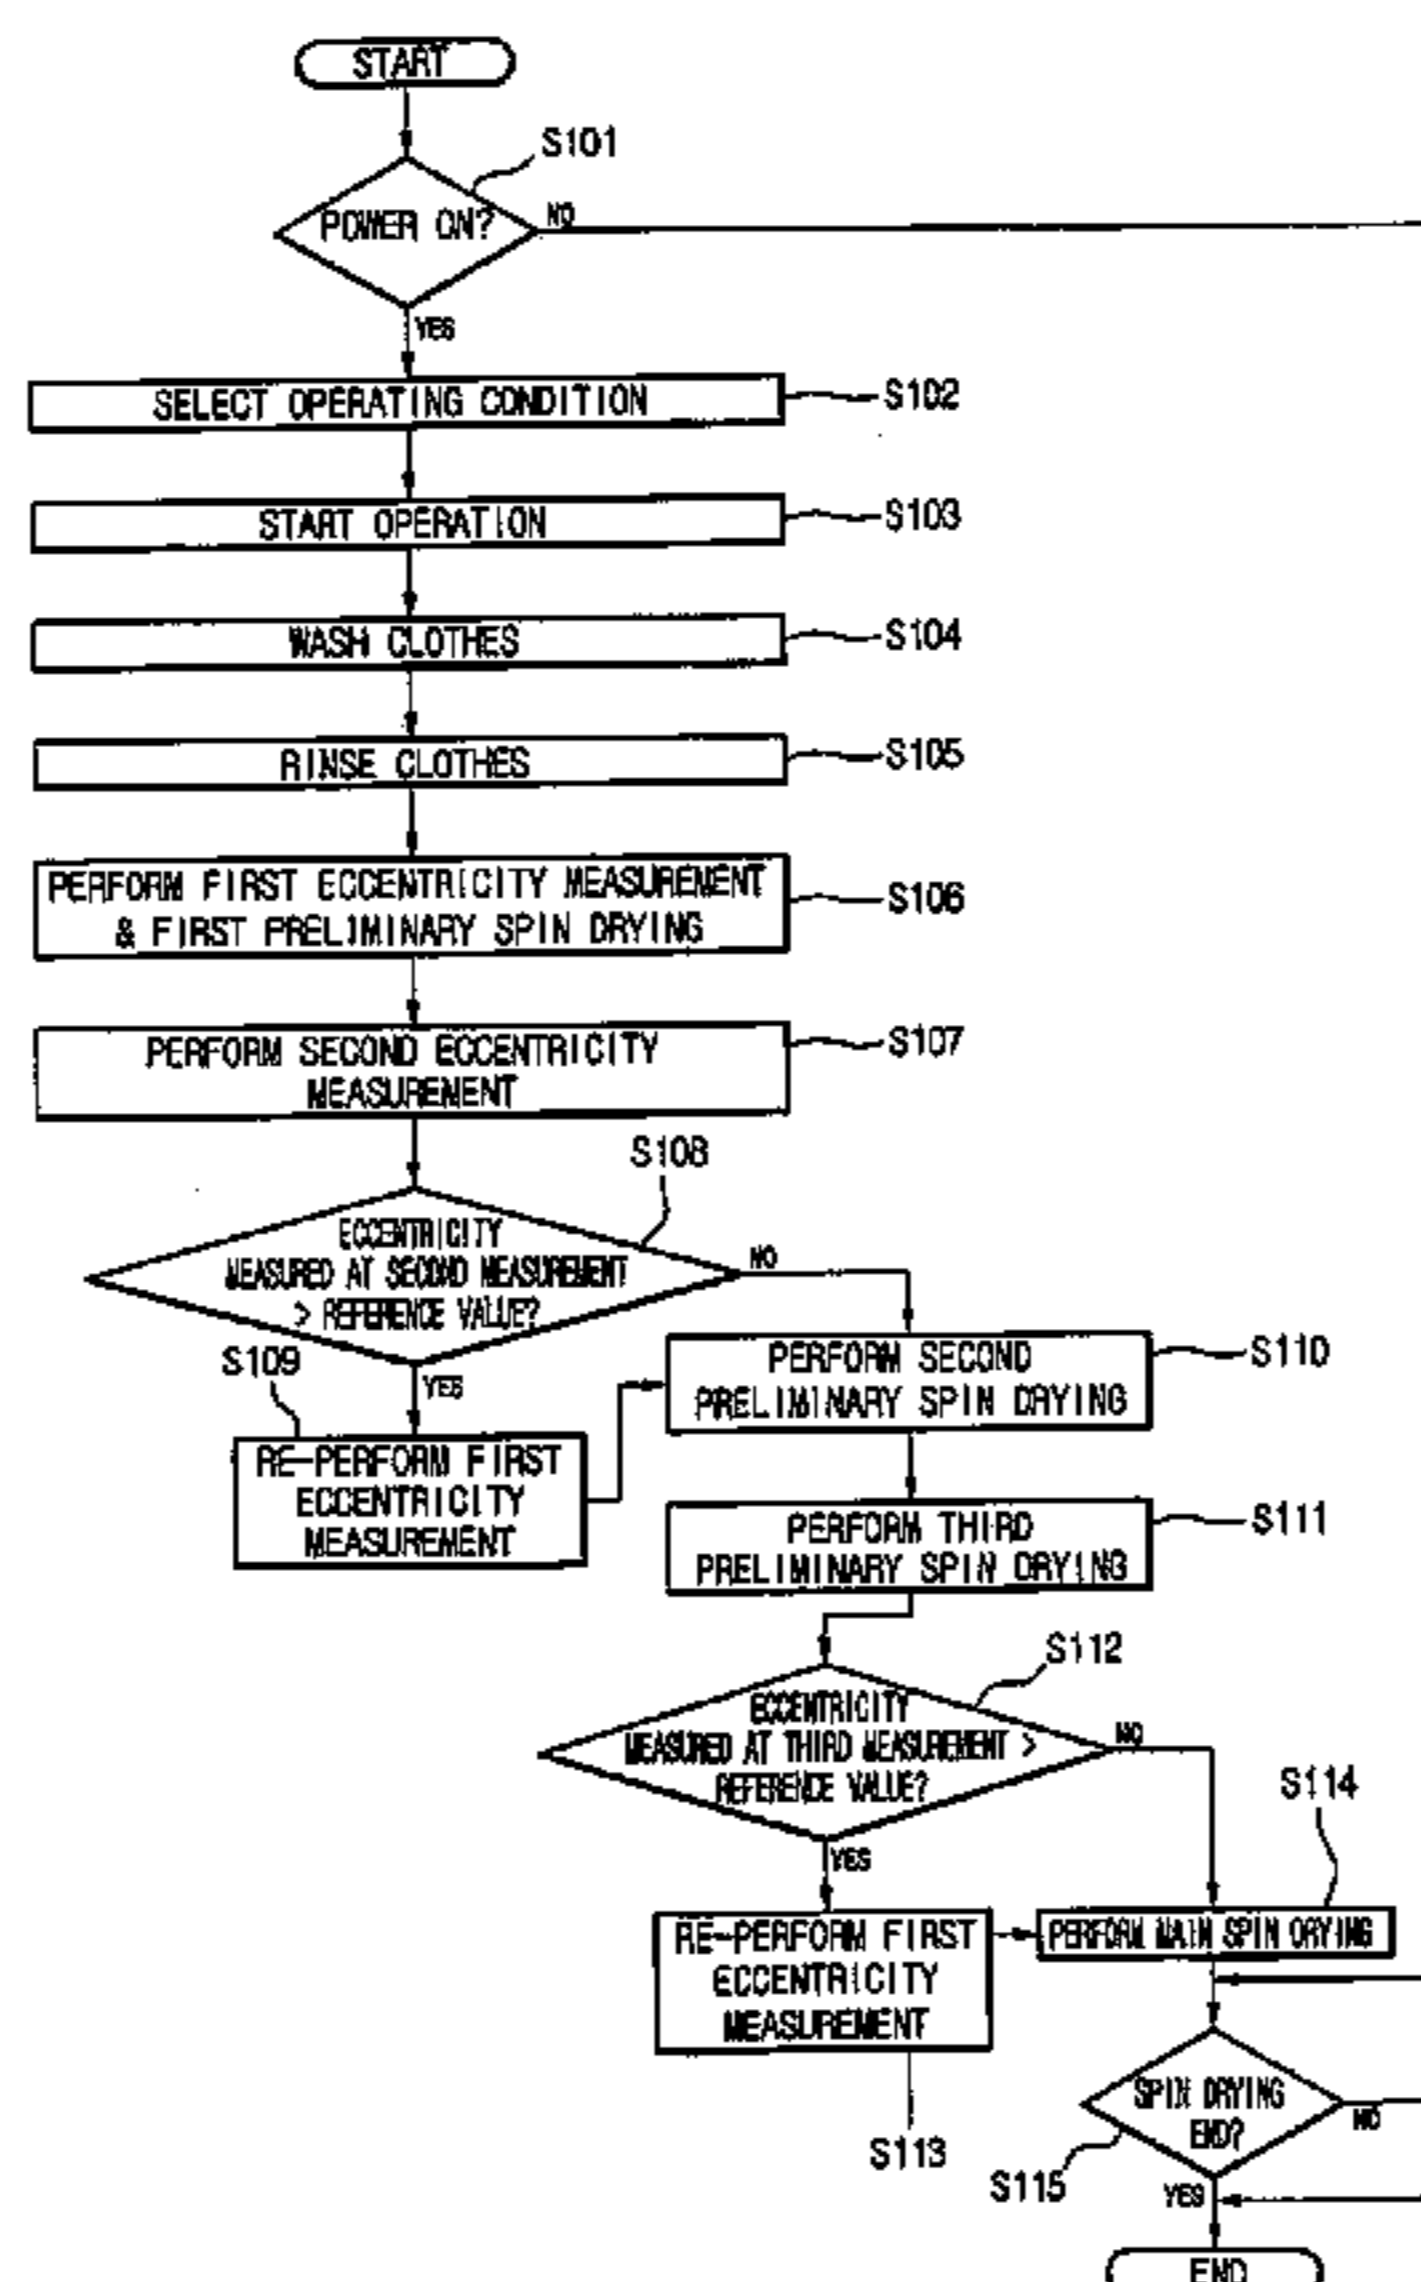 START
S101
POWER ON?
NO
YES
SELECT OPERATING CONDITION
S102
START OPERATION
S103
WASH CLOTHES
S104
RINSE CLOTHES
S105
PERFORM FIRST ECCENTRICITY MEASUREMENT
& FIRST PRELIMINARY SPIN DRYING
S106
PERFORM SECOND ECCENTRICITY
MEASUREMENT
S107
S108
ECCENTRICITY
MEASURED AT SECOND MEASUREMENT
> REFERENCE VALUE?
NO
YES
S109
RE-PERFORM FIRST
ECCENTRICITY
MEASUREMENT
PERFORM SECOND
PRELIMINARY SPIN DRYING
S110
PERFORM THIRD
PRELIMINARY SPIN DRYING
S111
S112
ECCENTRICITY
MEASURED AT THIRD MEASUREMENT >
REFERENCE VALUE?
NO
YES
S114
RE-PERFORM FIRST
ECCENTRICITY
MEASUREMENT
S113
PERFORM MAIN SPIN DRYING
SPIN DRYING
END?
NO
S115
YES
END